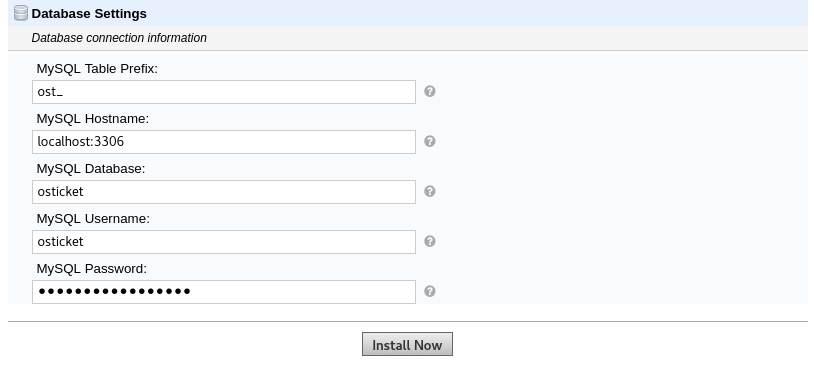 Database Settings
Database connection information
MySQL Table Prefix:
ost_
MySQL Hostname:
localhost:3306
MySQL Database:
osticket
MySQL Username:
osticket
MySQL Password:
•••••••••••••••••
Install Now